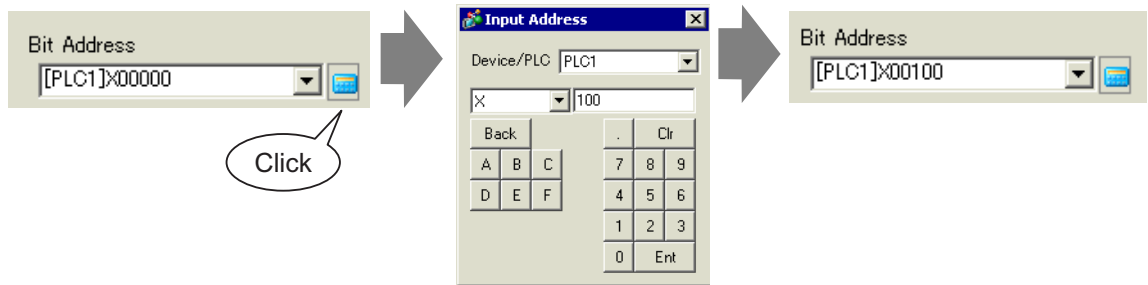 Bit Address
[PLC1]X00000
Click
Input Address
Device/PLC PLC1
X 100
Back . Clr
A B C 7 8 9
D E F 4 5 6
1 2 3
0 Ent
Bit Address
[PLC1]X00100